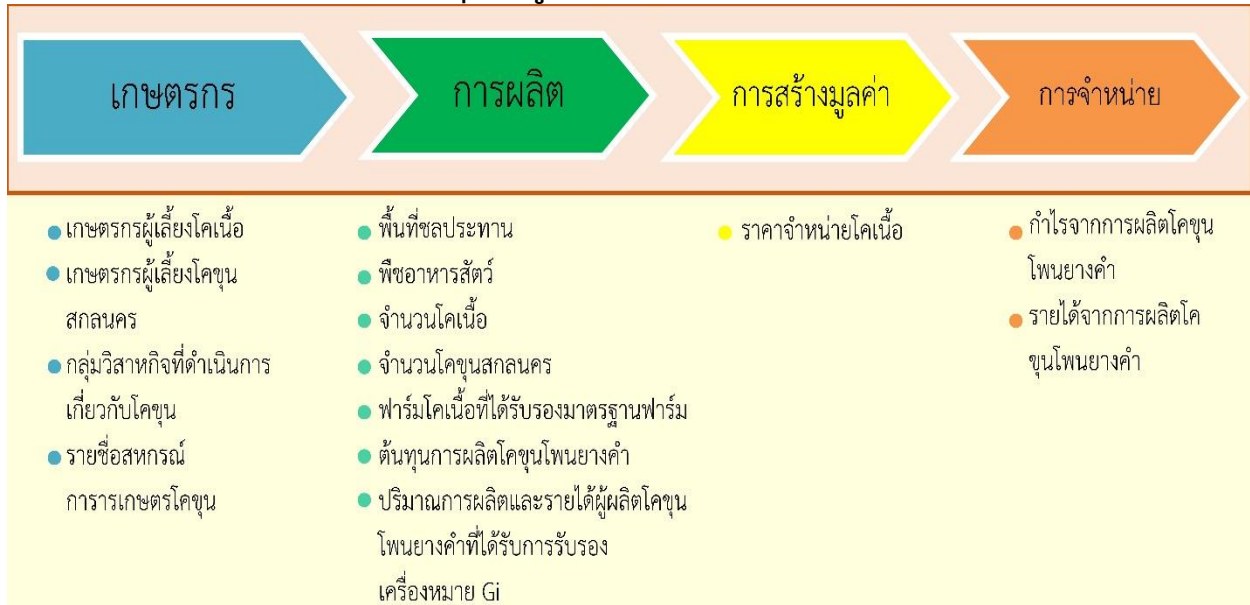 เกษตรกร
การผลิต
การสร้างมูลค่า
การจำหน่าย
เกษตรกรผู้เลี้ยงโคเนื้อ
เกษตรกรผู้เลี้ยงโคขุน
สกลนคร
กลุ่มวิสาหกิจที่ดำเนินการ
เกี่ยวกับโคขุน
รายชื่อสหกรณ์
การารเกษตรโคขุน
พื้นที่ชลประทาน
พืชอาหารสัตว์
จำนวนโคเนื้อ
จำนวนโคขุนสกลนคร
ฟาร์มโคเนื้อที่ได้รับรองมาตรฐานฟาร์ม
ต้นทุนการผลิตโคขุนโพนยางคำ
ปริมาณการผลิตและรายได้ผู้ผลิตโคขุน
โพนยางคำที่ได้รับการรับรอง
เครื่องหมาย Gi
ราคาจำหน่ายโคเนื้อ
กำไรจากการผลิตโคขุน
โพนยางคำ
รายได้จากการผลิตโค
ขุนโพนยางคำ